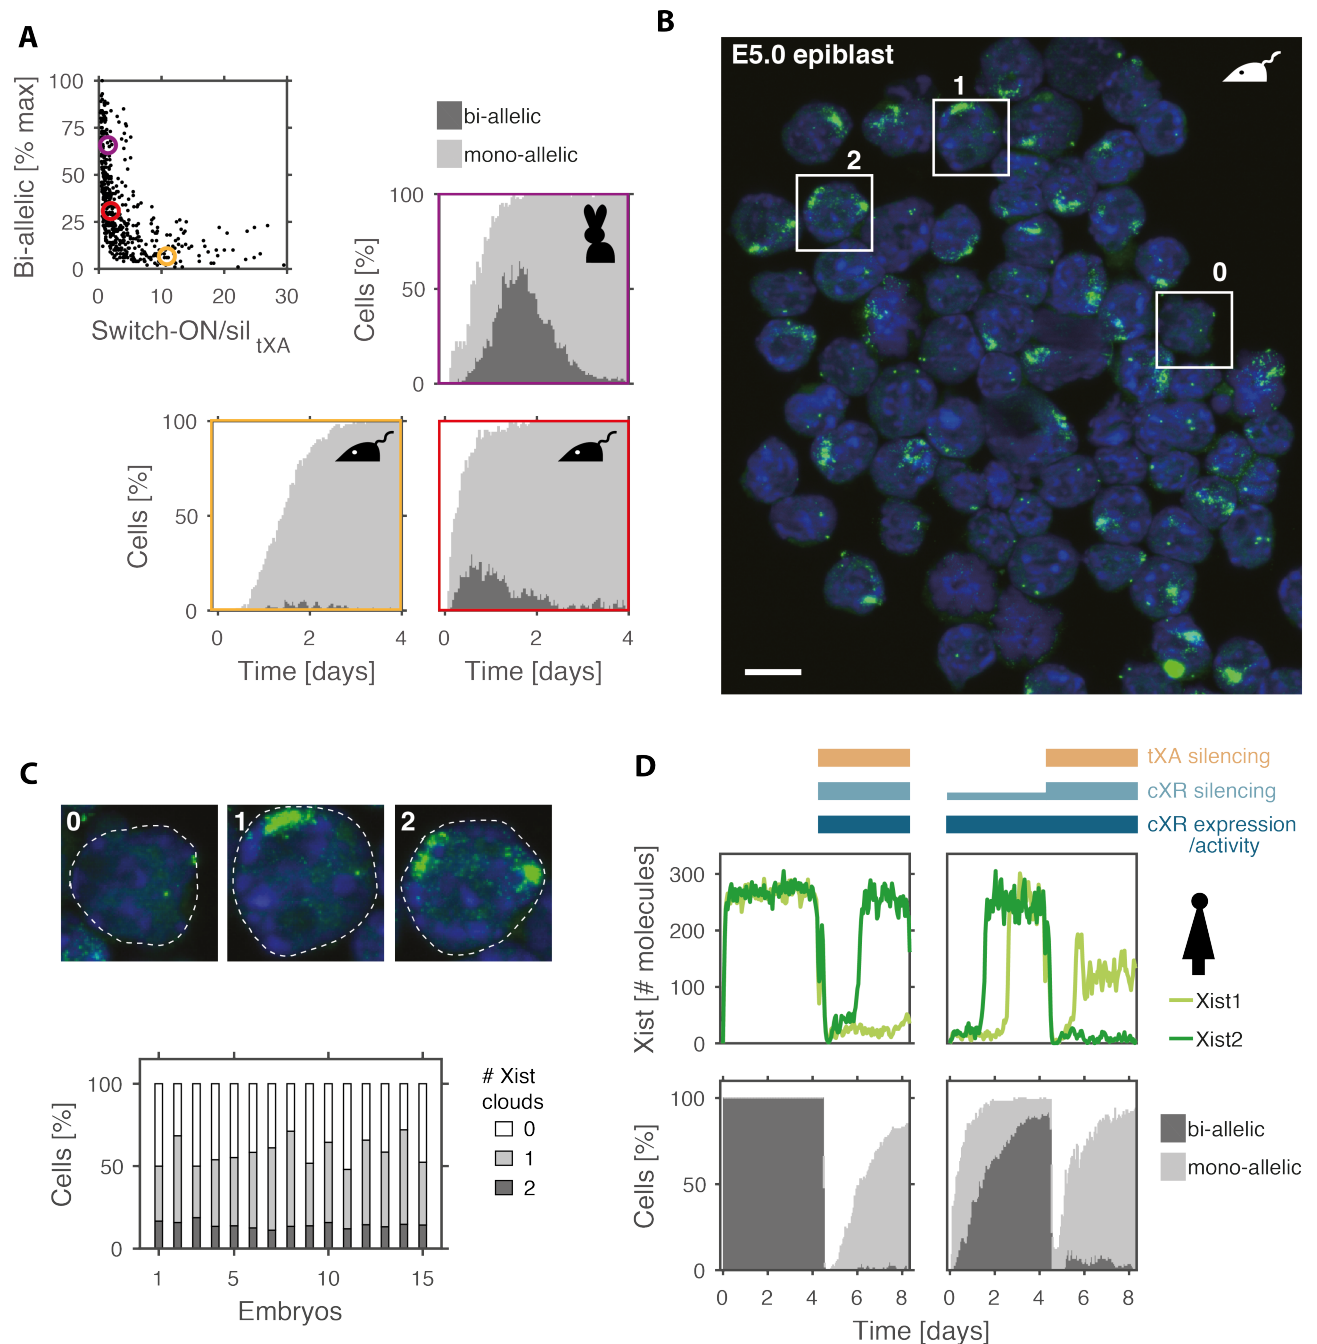 A
Bi-allelic [% max]
100
75
50
25
0
0 10 20 30
Switch-ON/sil tXA
bi-allelic
mono-allelic
Cells [%]
100
50
0
Cells [%]
100
50
0
0 2 4
Time [days]
0 2 4
Time [days]
B
E5.0 epiblast
1
2
0
C
0
1
2
Cells [%]
100
50
0
1 5 10 15
Embryos
# Xist
clouds
0
1
2
D
tXA silencing
cXR silencing
cXR expression
/activity
Xist [# molecules]
300
200
100
0
Xist1
Xist2
Cells [%]
100
50
0
0 2 4 6 8
0 2 4 6 8
Time [days]
bi-allelic
mono-allelic